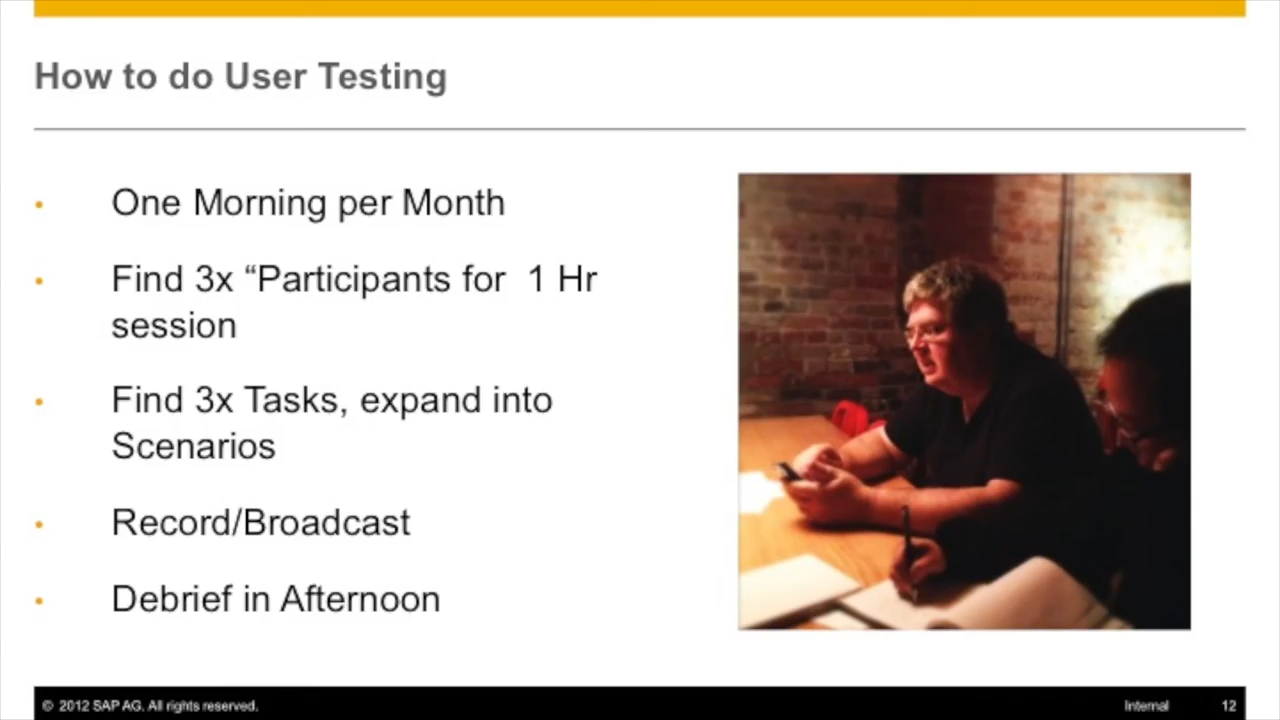 How to do User Testing
• One Morning per Month
• Find 3x “Participants for 1 Hr
session
• Find 3x Tasks, expand into
Scenarios
• Record/Broadcast
• Debrief in Afternoon
© 2012 SAP AG. All rights reserved.
Internal
12